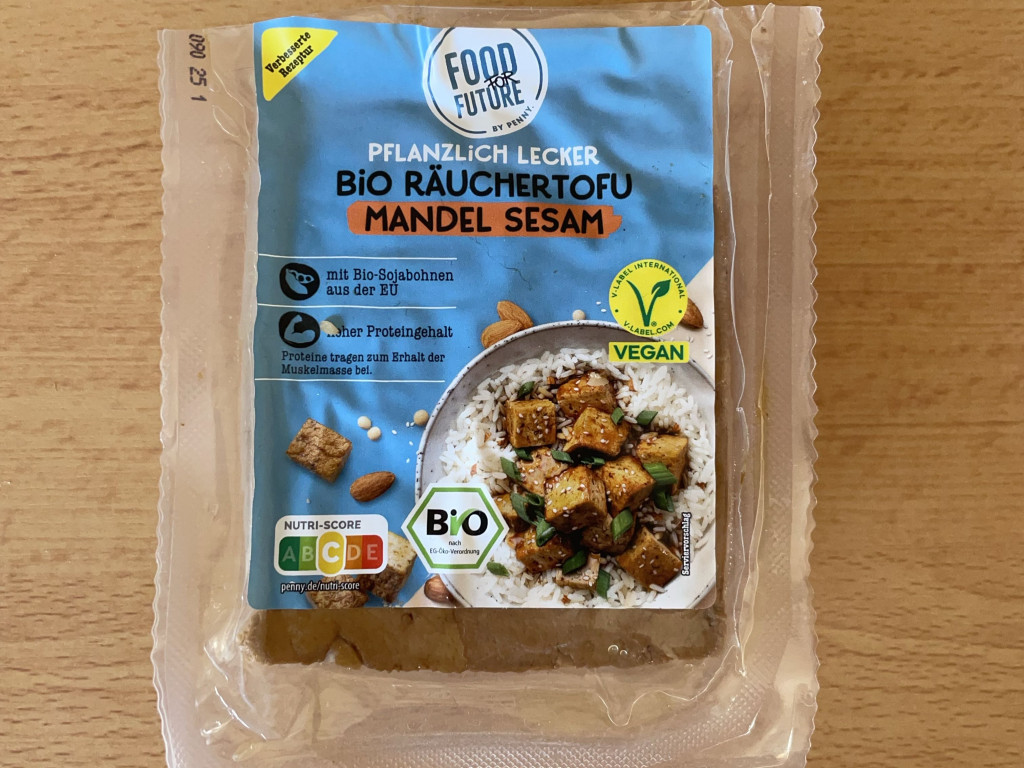 090 25 1
Verbesserte
Rezeptur
FOOD
FOR
FUTURE
BY PENNY.
PFLANZLICH LECKER
BIO RÄUCHERTOFU
MANDEL SESAM
mit Bio-Sojabohnen
aus der EU
hoher Proteingehalt
Proteine tragen zum Erhalt der
Muskelmasse bei.
V-LABEL INTERNATIONAL
V-LABEL.COM
VEGAN
NUTRI-SCORE
A B C D E
penny.de/nutri-score
BIO
nach
EG-Öko-Verordnung
Serviervorschlag